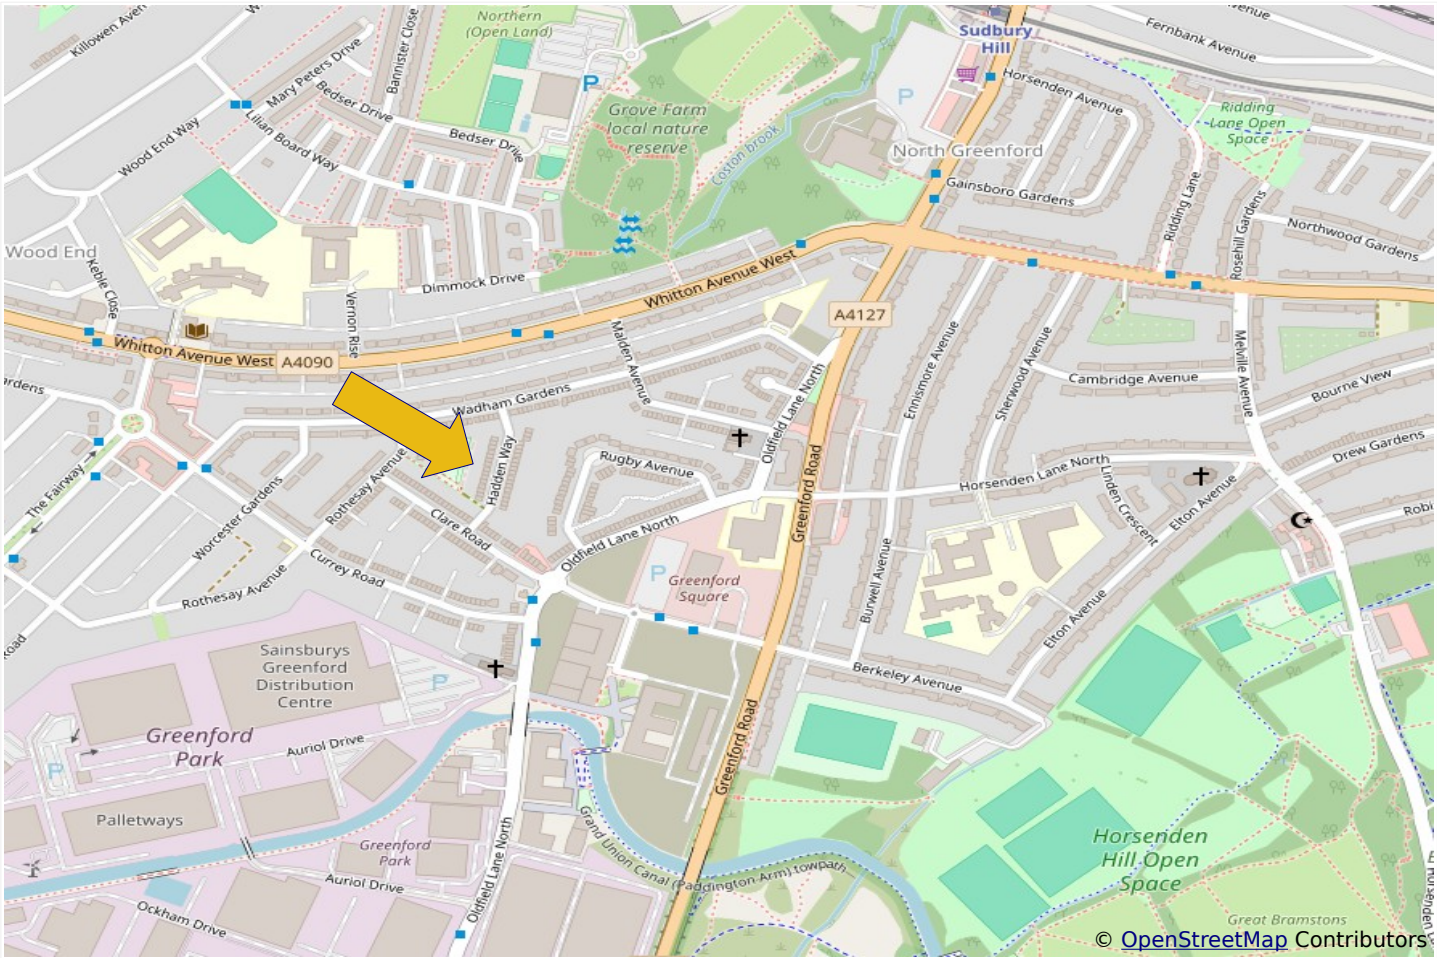 Killowen Avenue
Bannister Close
Northern
(Open Land)
Sudbury
Hill
Fernbank Avenue
Mary Peters Drive
Bedser Drive
P
Horsenden Avenue
Grove Farm
local nature
reserve
P
Ridding
Lane Open
Space
Lilian Board Way
Wood End Way
Bedser Drive
Coston brook
North Greenford
Gainsboro Gardens
Ridding Lane
Rosehill Gardens
Northwood Gardens
Wood End
Keble Close
Dimmock Drive
Whitton Avenue West
Vernon Rise
A4127
Malden Avenue
Whitton Avenue West
A4090
Ennismore Avenue
Sherwood Avenue
Melville Avenue
Cambridge Avenue
Bourne View
Wadham Gardens
Oldfield Lane North
Drew Gardens
Rugby Avenue
Hadden Way
Rothesay Avenue
The Fairway
Worcester Gardens
Clare Road
Oldfield Lane North
Greenford Road
Horsenden Lane North
Linden Crescent
Elton Avenue
Currey Road
Rothesay Avenue
P
Greenford
Square
Burwell Avenue
Elton Avenue
Road
Sainsburys
Greenford
Distribution
Centre
P
Berkeley Avenue
Greenford
Park
Auriol Drive
P
Greenford Road
Palletways
Greenford
Park
Auriol Drive
Oldfield Lane North
Grand Union Canal (Paddington Arm) towpath
Horsenden
Hill Open
Space
Ockham Drive
Great Bramstons
© OpenStreetMap Contributors